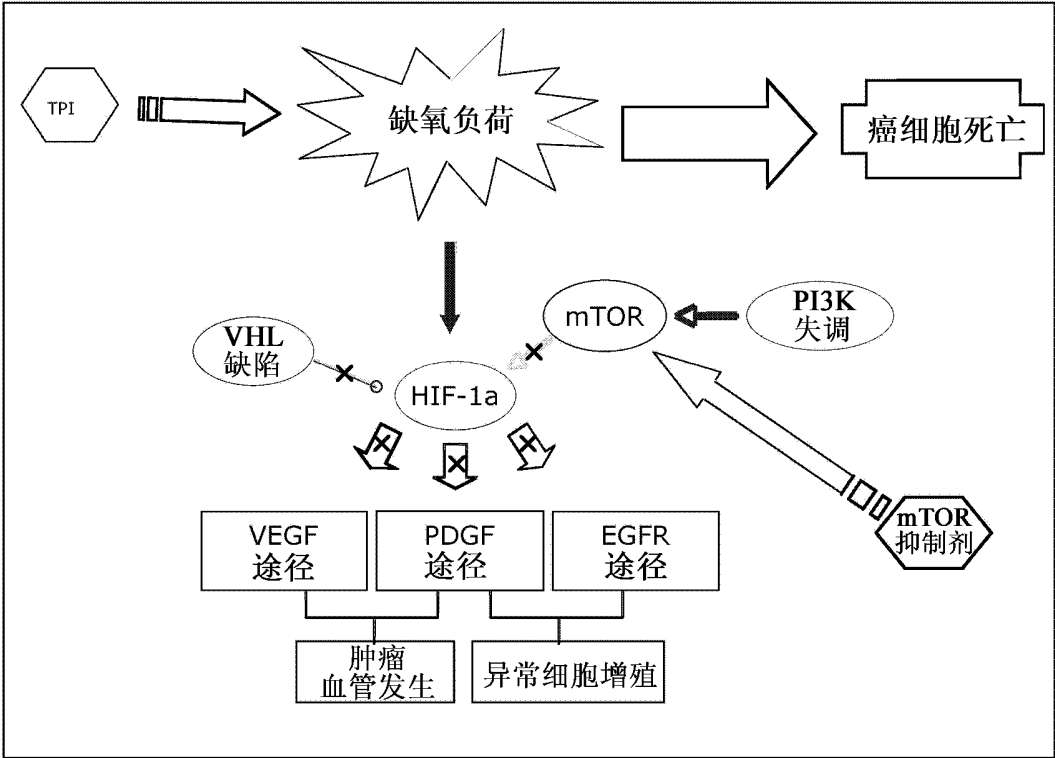 TPI
缺氧负荷
癌细胞死亡
mTOR
PI3K
失调
VHL
缺陷
HIF-1a
mTOR
抑制剂
VEGF
途径
PDGF
途径
EGFR
途径
肿瘤
血管发生
异常细胞增殖